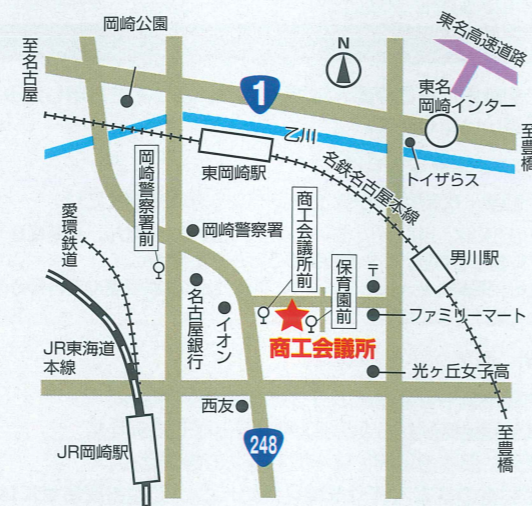 岡崎公園
至名古屋
N
東名高速道路
1
東名
岡崎インター
至豊橋
乙川
トイザらス
東岡崎駅
名鉄名古屋本線
岡崎警察署前
愛環鉄道
岡崎警察署
商工会議所前
保育園前
〒
男川駅
名古屋銀行
イオン
ファミリーマート
商工会議所
JR東海道
本線
光ヶ丘女子高
西友
248
JR岡崎駅
至豊橋